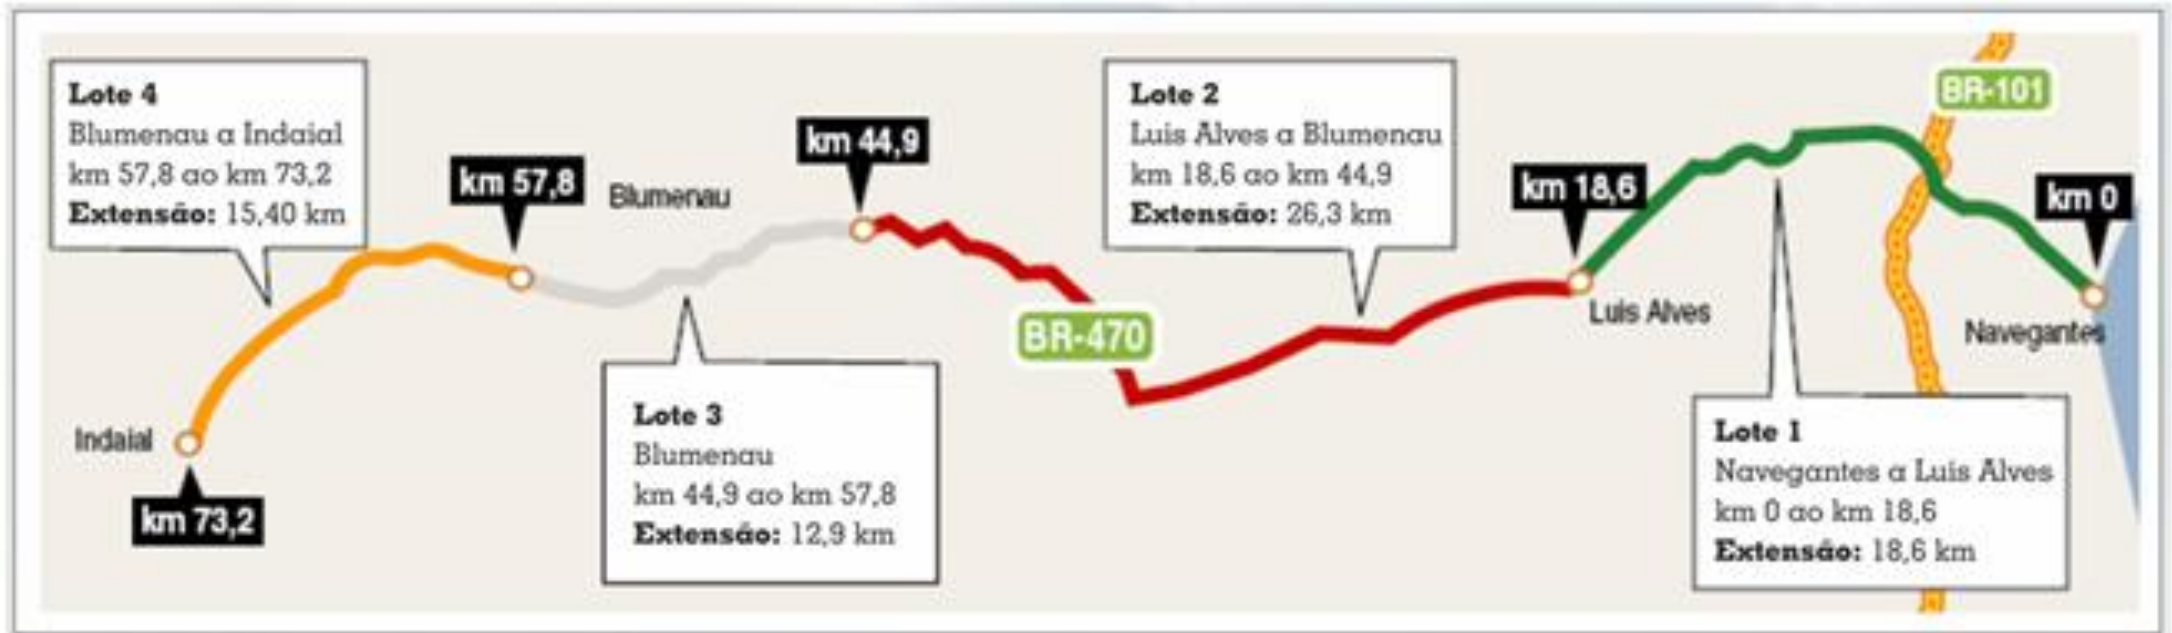 Lote 4
Blumenau a Indaial
km 57,8 ao km 73,2
Extensão: 15,40 km
km 57,8
Blumenau
km 44,9
Lote 2
Luis Alves a Blumenau
km 18,6 ao km 44,9
Extensão: 26,3 km
km 18,6
BR-101
km 0
Luis Alves
Navegantes
BR-470
Indaial
km 73,2
Lote 3
Blumenau
km 44,9 ao km 57,8
Extensão: 12,9 km
Lote 1
Navegantes a Luis Alves
km 0 ao km 18,6
Extensão: 18,6 km